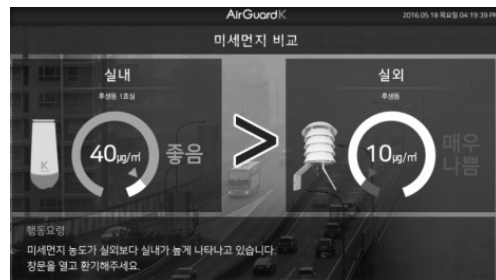 AirGuard K
2016.05.18 목요일 04:19:39 PM
미세먼지 비교
실내
후생동 1호실
K
40㎍/㎥
좋음
>
실외
후생동
10㎍/㎥
매우
나쁨
행동요령
미세먼지 농도가 실외보다 실내가 높게 나타나고 있습니다.
창문을 열고 환기해주세요.